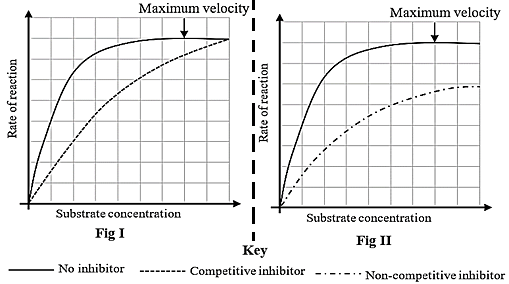 Maximum velocity
Rate of reaction
Substrate concentration
Fig I
Maximum velocity
Rate of reaction
Substrate concentration
Fig II
Key
No inhibitor
Competitive inhibitor
Non-competitive inhibitor